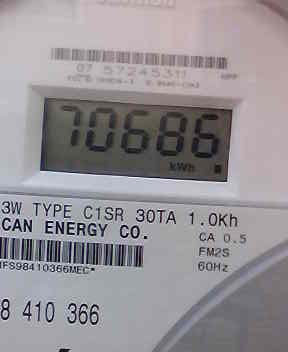 07 57245311
70686
kWh
3W TYPE C1SR 30TA 1.0Kh
CAN ENERGY CO.
CA 0.5
FM2S
60Hz
IFS98410366MEC*
8 410 366